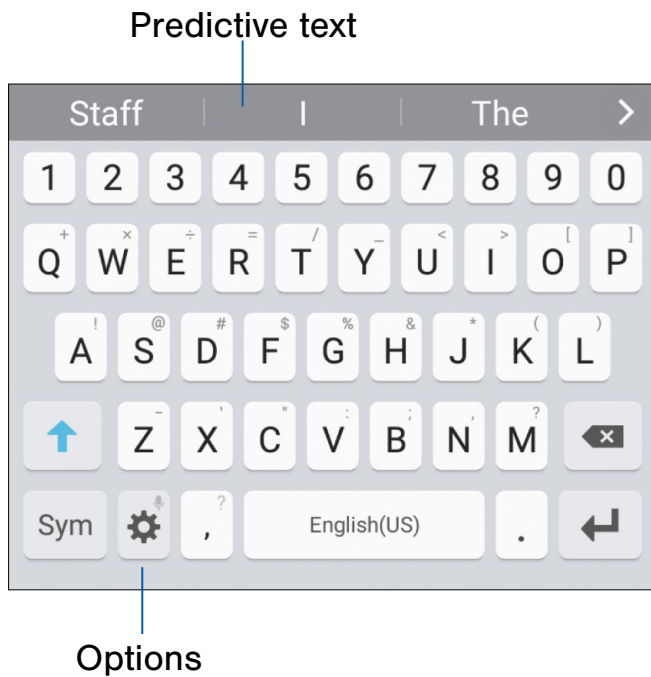 Predictive text
Staff I The >
1 2 3 4 5 6 7 8 9 0
+ × ÷ = / _ < > [ ]
Q W E R T Y U I O P
! @ # $ % & * ( )
A S D F G H J K L
- ' " : ; , ?
Z X C V B N M
?
Sym , English(US) .
Options